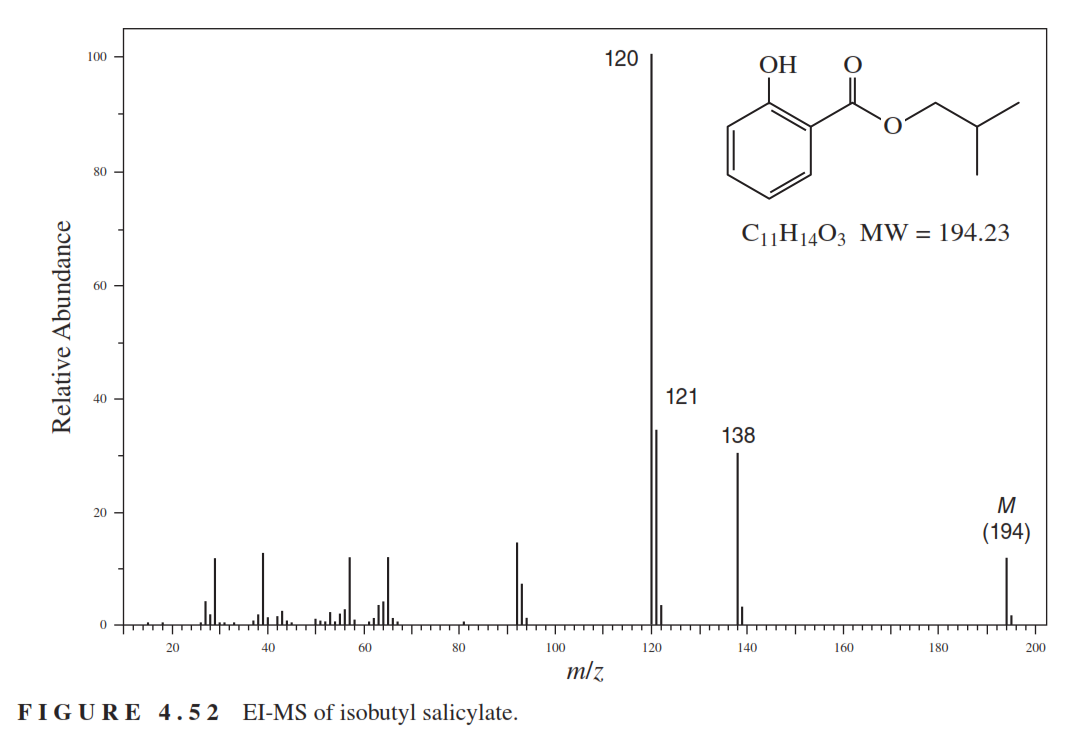 100
80
60
40
20
0
Relative Abundance
120
121
138
M
(194)
OH
O
O
C₁₁H₁₄O₃ MW = 194.23
20 40 60 80 100 120 140 160 180 200
m/z
FIGURE 4.52 EI-MS of isobutyl salicylate.